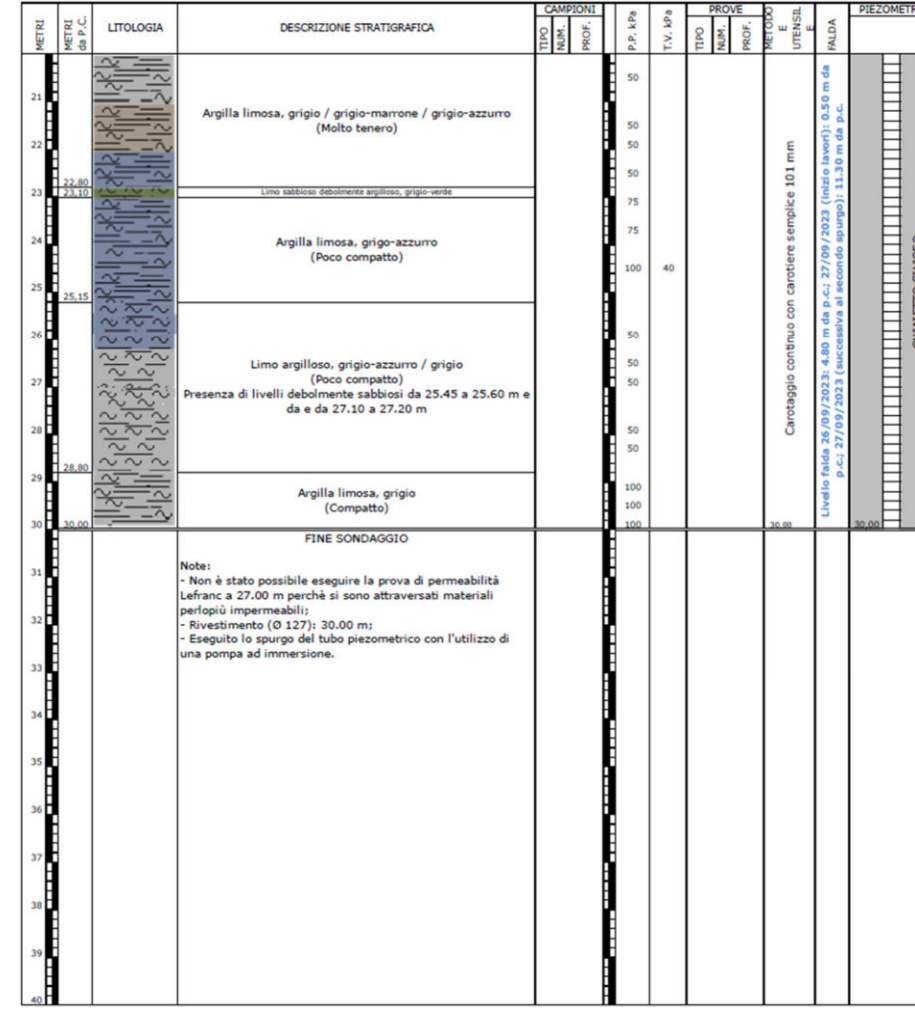 METRI
METRI
da P.C.
LITOLOGIA
DESCRIZIONE STRATIGRAFICA
CAMPIONI
TIPO
NUM.
PROF.
P.P. kPa
T.V. kPa
PROVE
TIPO
NUM.
PROF.
METODO
E
UTENSIL
E
FALDA
PIEZOMETR
21
22
23
24
25
26
27
28
29
30
31
32
33
34
35
36
37
38
39
40
22,80
23,10
25,15
28,80
30,00
Argilla limosa, grigio / grigio-marrone / grigio-azzurro
(Molto tenero)
Limo sabbioso debolmente argilloso, grigio-verde
Argilla limosa, grigo-azzurro
(Poco compatto)
Limo argilloso, grigio-azzurro / grigio
(Poco compatto)
Presenza di livelli debolmente sabbiosi da 25.45 a 25.60 m e
da e da 27.10 a 27.20 m
Argilla limosa, grigio
(Compatto)
FINE SONDAGGIO
Note:
- Non è stato possibile eseguire la prova di permeabilità
Lefranc a 27.00 m perchè si sono attraversati materiali
perlopiù impermeabili;
- Rivestimento (Ø 127): 30.00 m;
- Eseguito lo spurgo del tubo piezometrico con l'utilizzo di
una pompa ad immersione.
50
50
50
50
75
75
100
50
50
50
50
50
100
100
100
40
Carotaggio continuo con carotiere semplice 101 mm
30,00
Livello falda 26/09/2023: 4.80 m da p.c.; 27/09/2023 (inizio lavori): 0.50 m da
p.c.; 27/09/2023 (successiva al secondo spurgo): 11.30 m da p.c.
30,00